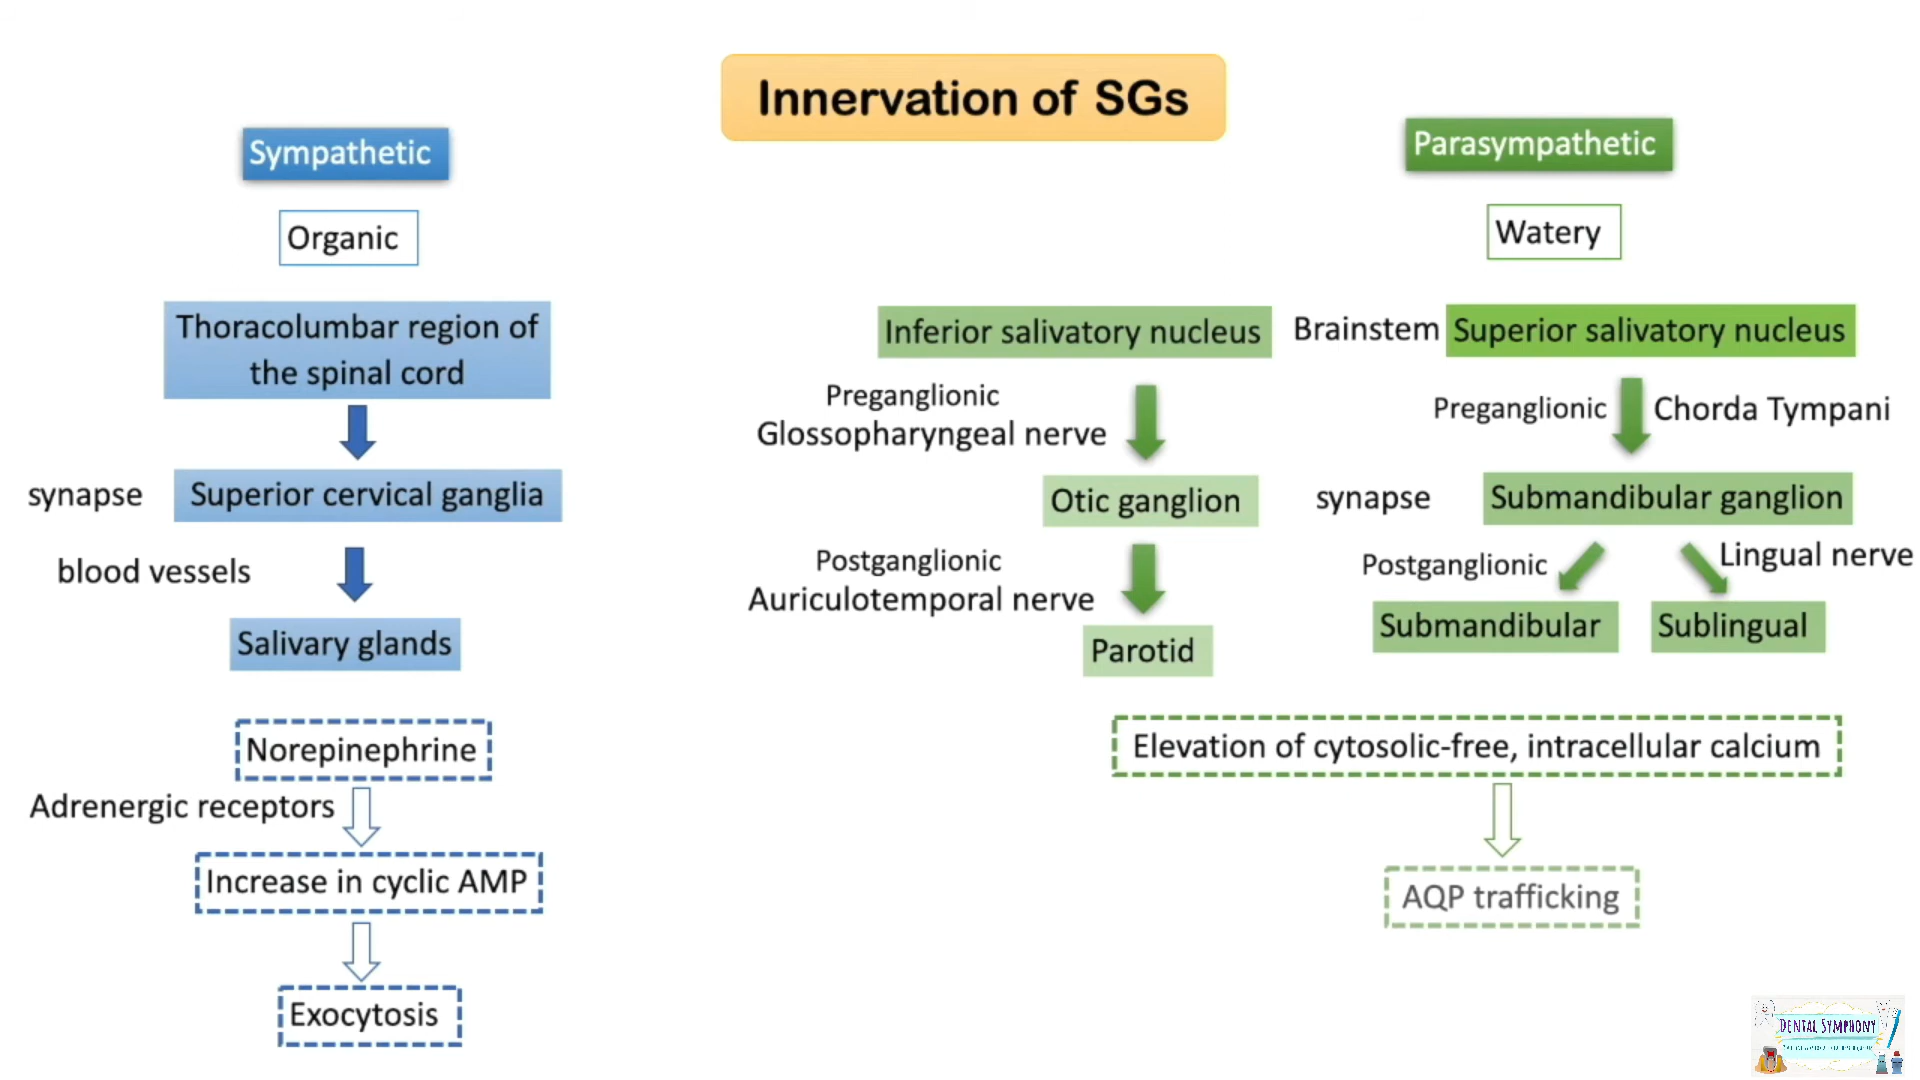 Innervation of SGs
Sympathetic
Organic
Thoracolumbar region of
the spinal cord
synapse
Superior cervical ganglia
blood vessels
Salivary glands
Norepinephrine
Adrenergic receptors
Increase in cyclic AMP
Exocytosis
Parasympathetic
Watery
Inferior salivatory nucleus
Preganglionic
Glossopharyngeal nerve
Otic ganglion
Postganglionic
Auriculotemporal nerve
Parotid
Brainstem
Superior salivatory nucleus
Preganglionic
Chorda Tympani
synapse
Submandibular ganglion
Postganglionic
Lingual nerve
Submandibular
Sublingual
Elevation of cytosolic-free, intracellular calcium
AQP trafficking
DENTAL SYMPHONY